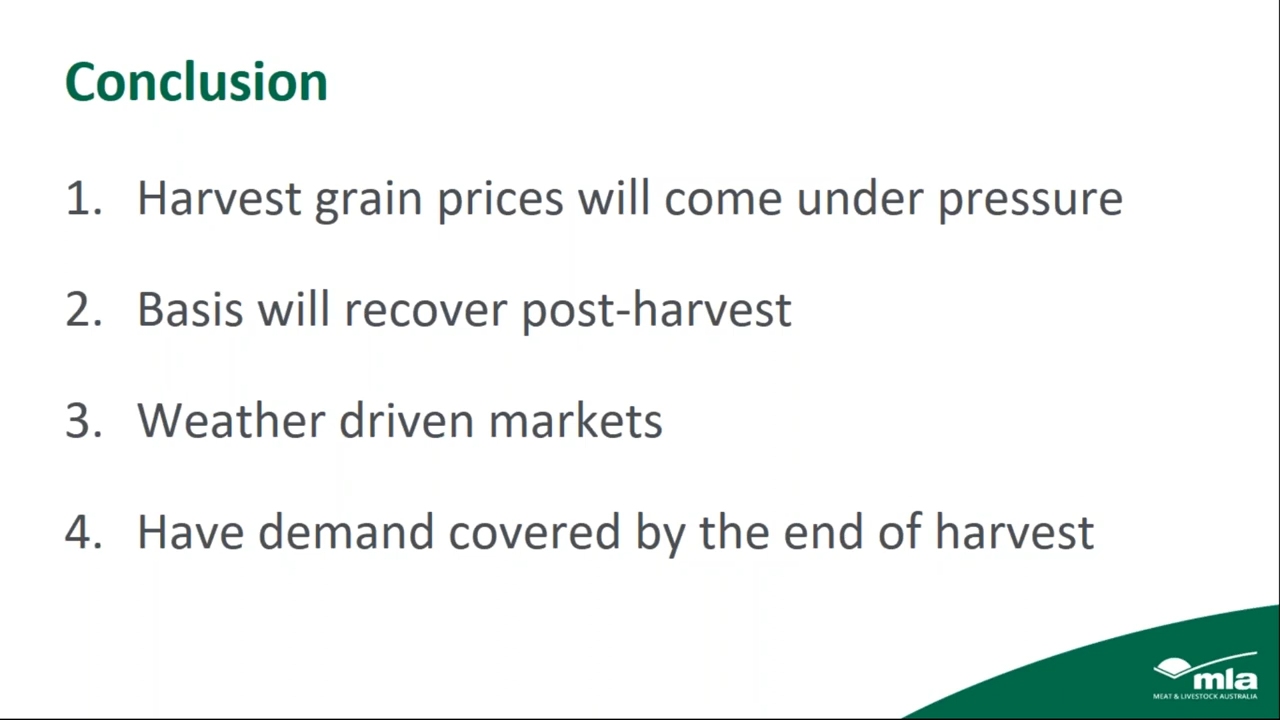 Conclusion
1. Harvest grain prices will come under pressure
2. Basis will recover post-harvest
3. Weather driven markets
4. Have demand covered by the end of harvest
mla
MEAT & LIVESTOCK AUSTRALIA